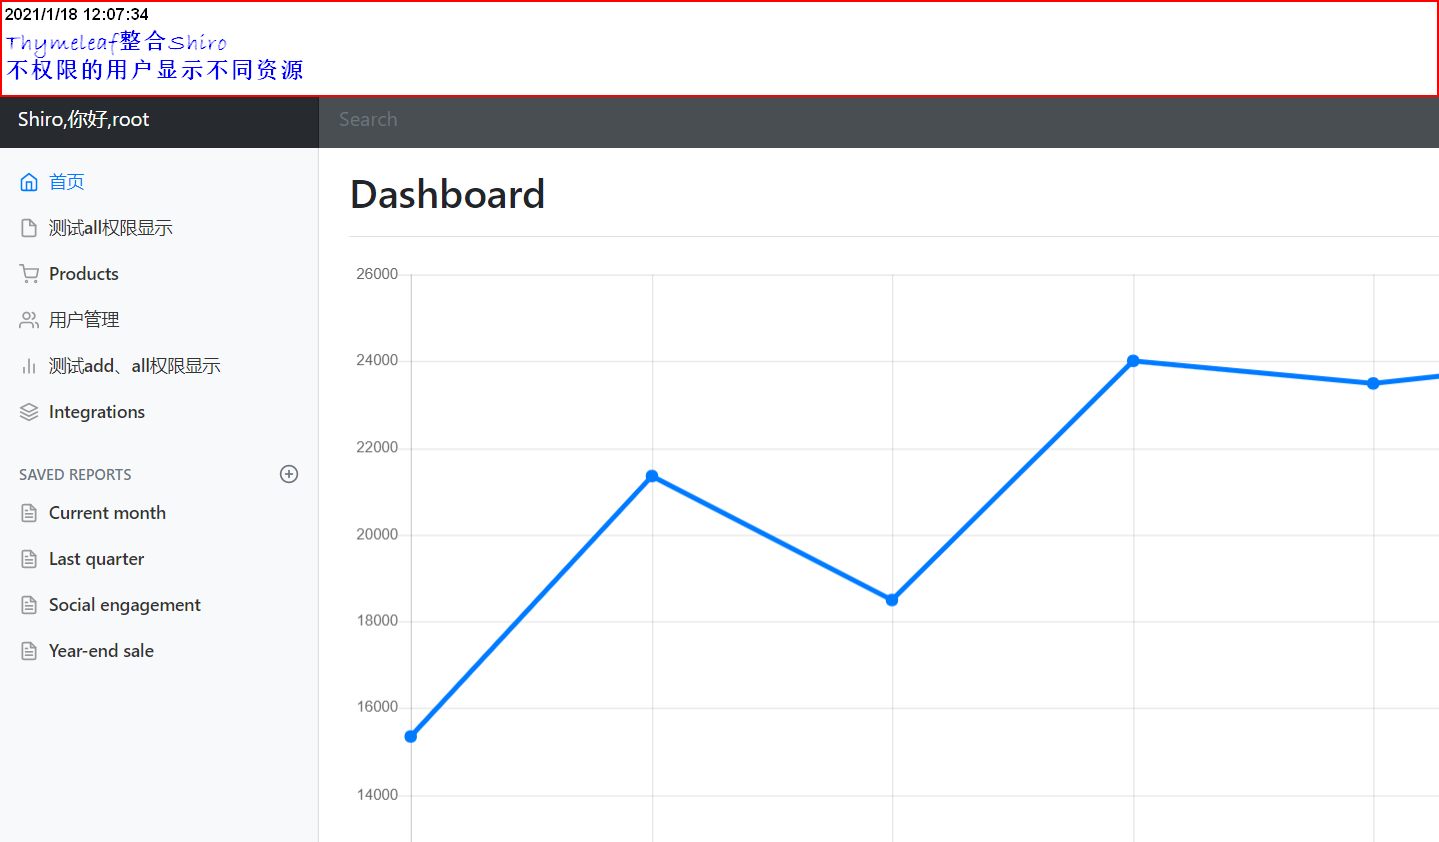 2021/1/18 12:07:34
Thymeleaf整合Shiro
不权限的用户显示不同资源
Shiro,你好,root
Search
首页
测试all权限显示
Products
用户管理
测试add、all权限显示
Integrations
SAVED REPORTS
Current month
Last quarter
Social engagement
Year-end sale
Dashboard
26000
24000
22000
20000
18000
16000
14000